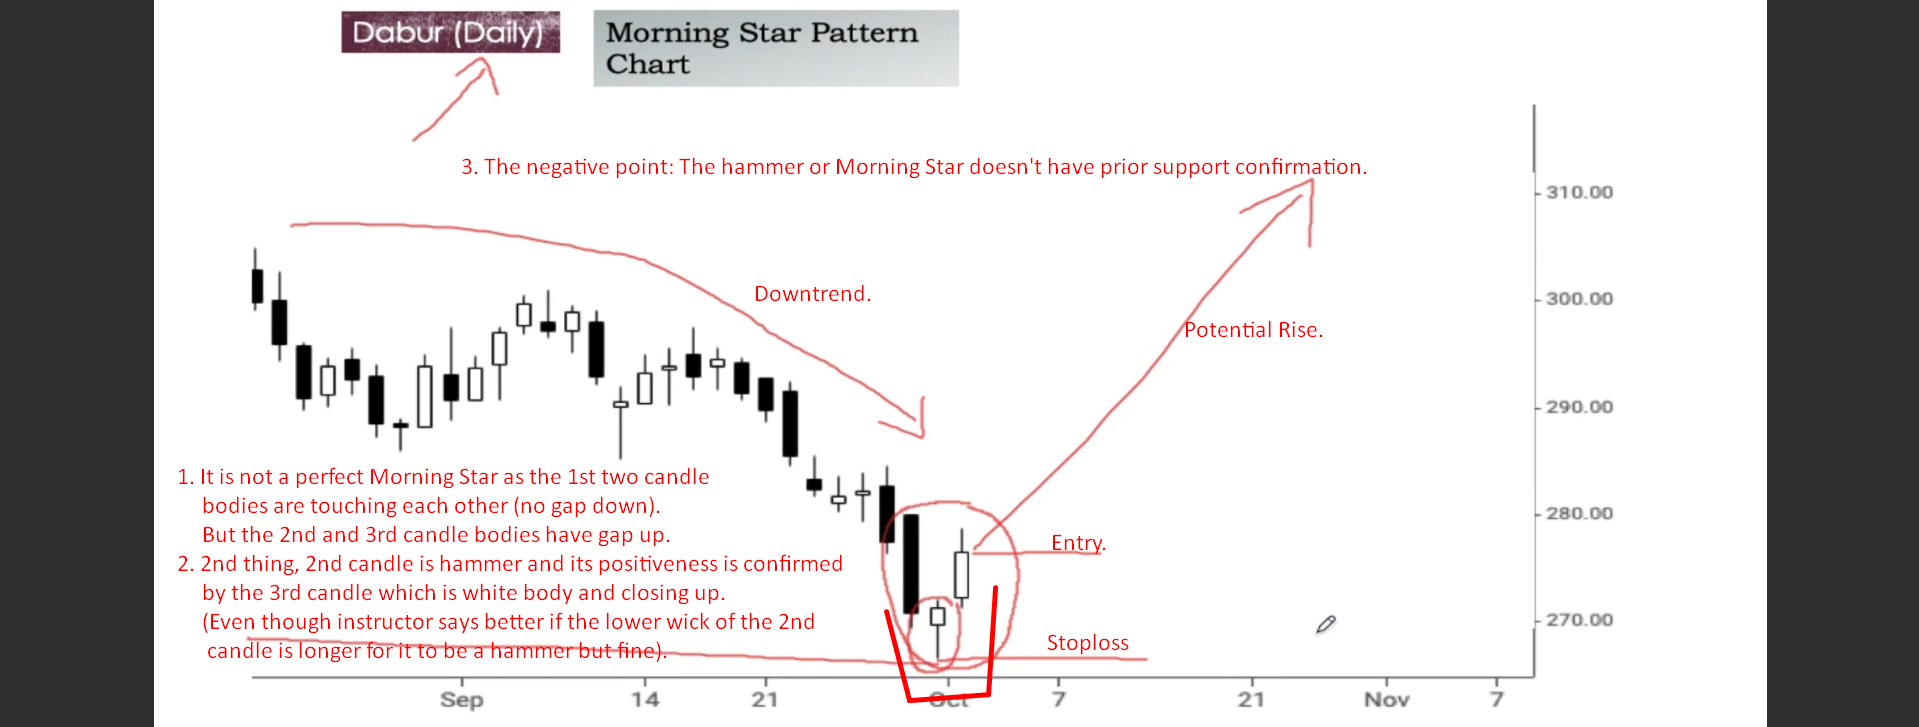 Dabur (Daily)
Morning Star Pattern
Chart
3. The negative point: The hammer or Morning Star doesn't have prior support confirmation.
310.00
Downtrend.
300.00
Potential Rise.
290.00
1. It is not a perfect Morning Star as the 1st two candle
bodies are touching each other (no gap down).
But the 2nd and 3rd candle bodies have gap up.
2. 2nd thing, 2nd candle is hammer and its positiveness is confirmed
by the 3rd candle which is white body and closing up.
(Even though instructor says better if the lower wick of the 2nd
candle is longer for it to be a hammer but fine).
280.00
Entry.
270.00
Stoploss
Sep 14 21 Oct 7 21 Nov 7